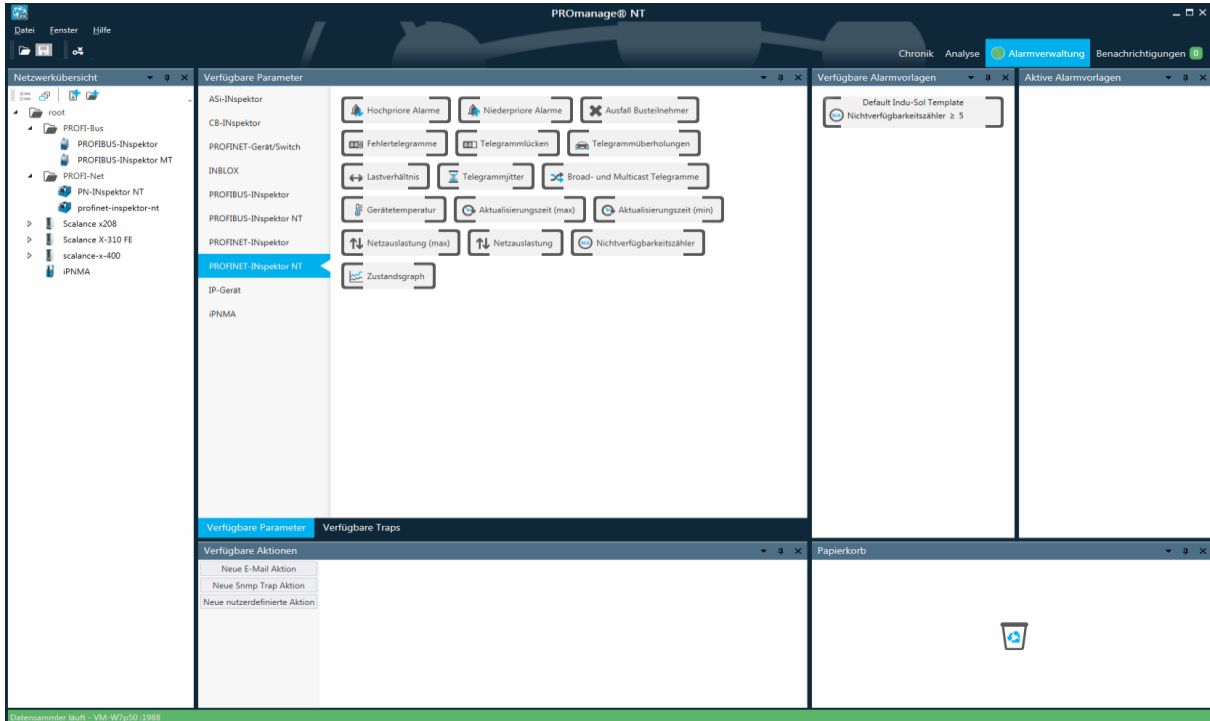 PROmanage® NT
Datei Fenster Hilfe
Chronik Analyse Alarmverwaltung Benachrichtigungen 0
Netzwerkübersicht
root
PROFI-Bus
PROFIBUS-INspektor
PROFIBUS-INspektor MT
PROFI-Net
PN-INspektor NT
profinet-inspektor-nt
Scalance x208
Scalance X-310 FE
scalance-x-400
iPNMA
Verfügbare Parameter
ASi-INspektor
CB-INspektor
PROFINET-Gerät/Switch
INBLOX
PROFIBUS-INspektor
PROFIBUS-INspektor NT
PROFINET-INspektor
PROFINET-INspektor NT
IP-Gerät
iPNMA
Hochpriore Alarme Niederpriore Alarme Ausfall Busteilnehmer
Fehlertelegramme Telegrammlücken Telegrammüberholungen
Lastverhältnis Telegrammjitter Broad- und Multicast Telegramme
Gerätetemperatur Aktualisierungszeit (max) Aktualisierungszeit (min)
Netzauslastung (max) Netzauslastung Nichtverfügbarkeitszähler
Zustandsgraph
Verfügbare Parameter Verfügbare Traps
Verfügbare Aktionen
Neue E-Mail Aktion
Neue Snmp Trap Aktion
Neue nutzerdefinierte Aktion
Verfügbare Alarmvorlagen
Default Indu-Sol Template
Nichtverfügbarkeitszähler ≥ 5
Aktive Alarmvorlagen
Papierkorb
Datensammler läuft - VM-W7p50 :1988